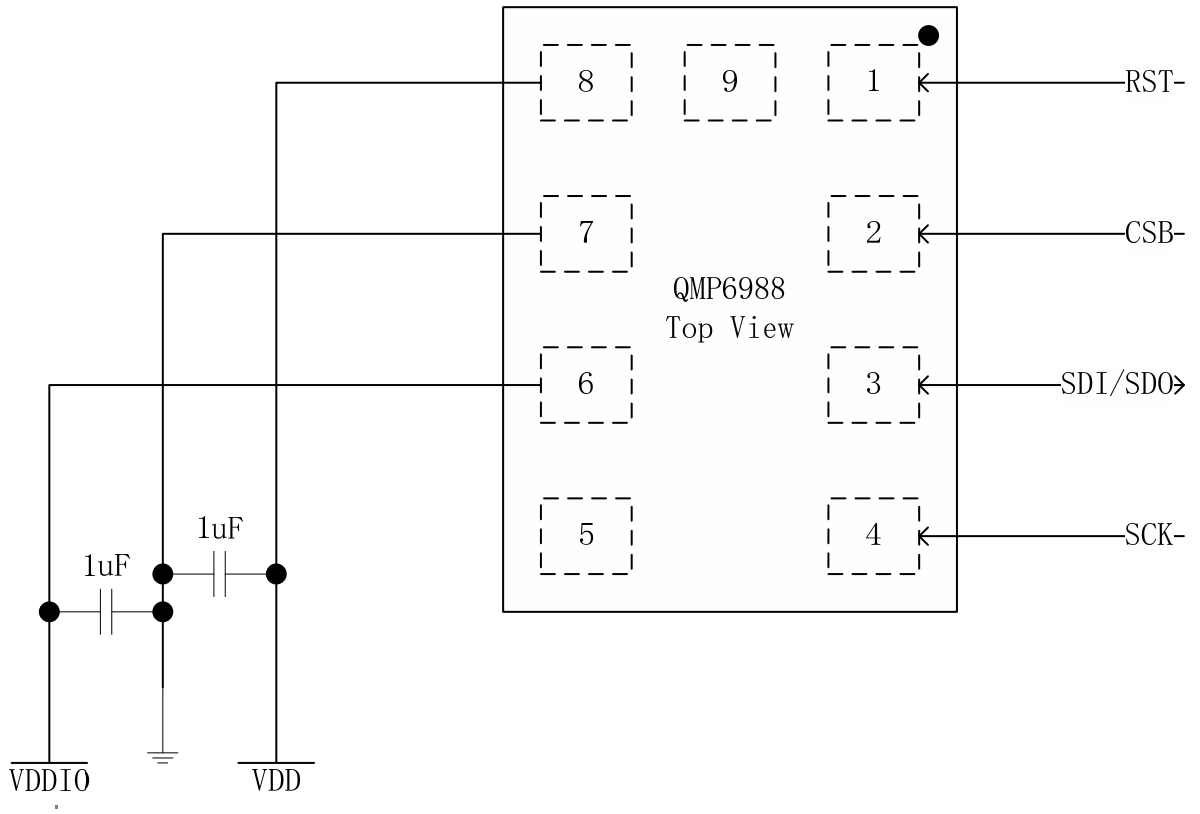 8 9 1 RST
7 2 CSB
QMP6988
Top View
6 3 SDI/SDO
5 4 SCK
1uF
1uF
VDDIO VDD